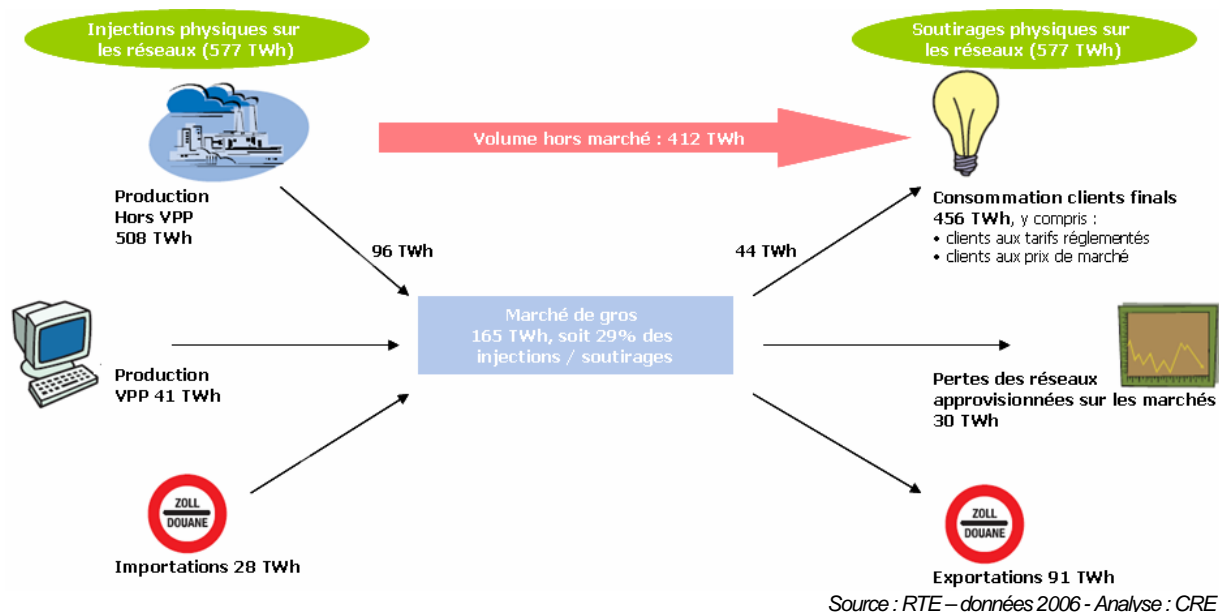 Injections physiques sur
les réseaux (577 TWh)
Soutirages physiques sur
les réseaux (577 TWh)
Volume hors marché : 412 TWh
Production
Hors VPP
508 TWh
Consommation clients finals
456 TWh, y compris :
• clients aux tarifs réglementés
• clients aux prix de marché
96 TWh
44 TWh
Marché de gros
165 TWh, soit 29% des
injections / soutirages
Production
VPP 41 TWh
Pertes des réseaux
approvisionnées sur les marchés
30 TWh
ZOLL
DOUANE
Importations 28 TWh
ZOLL
DOUANE
Exportations 91 TWh
Source : RTE – données 2006 - Analyse : CRE